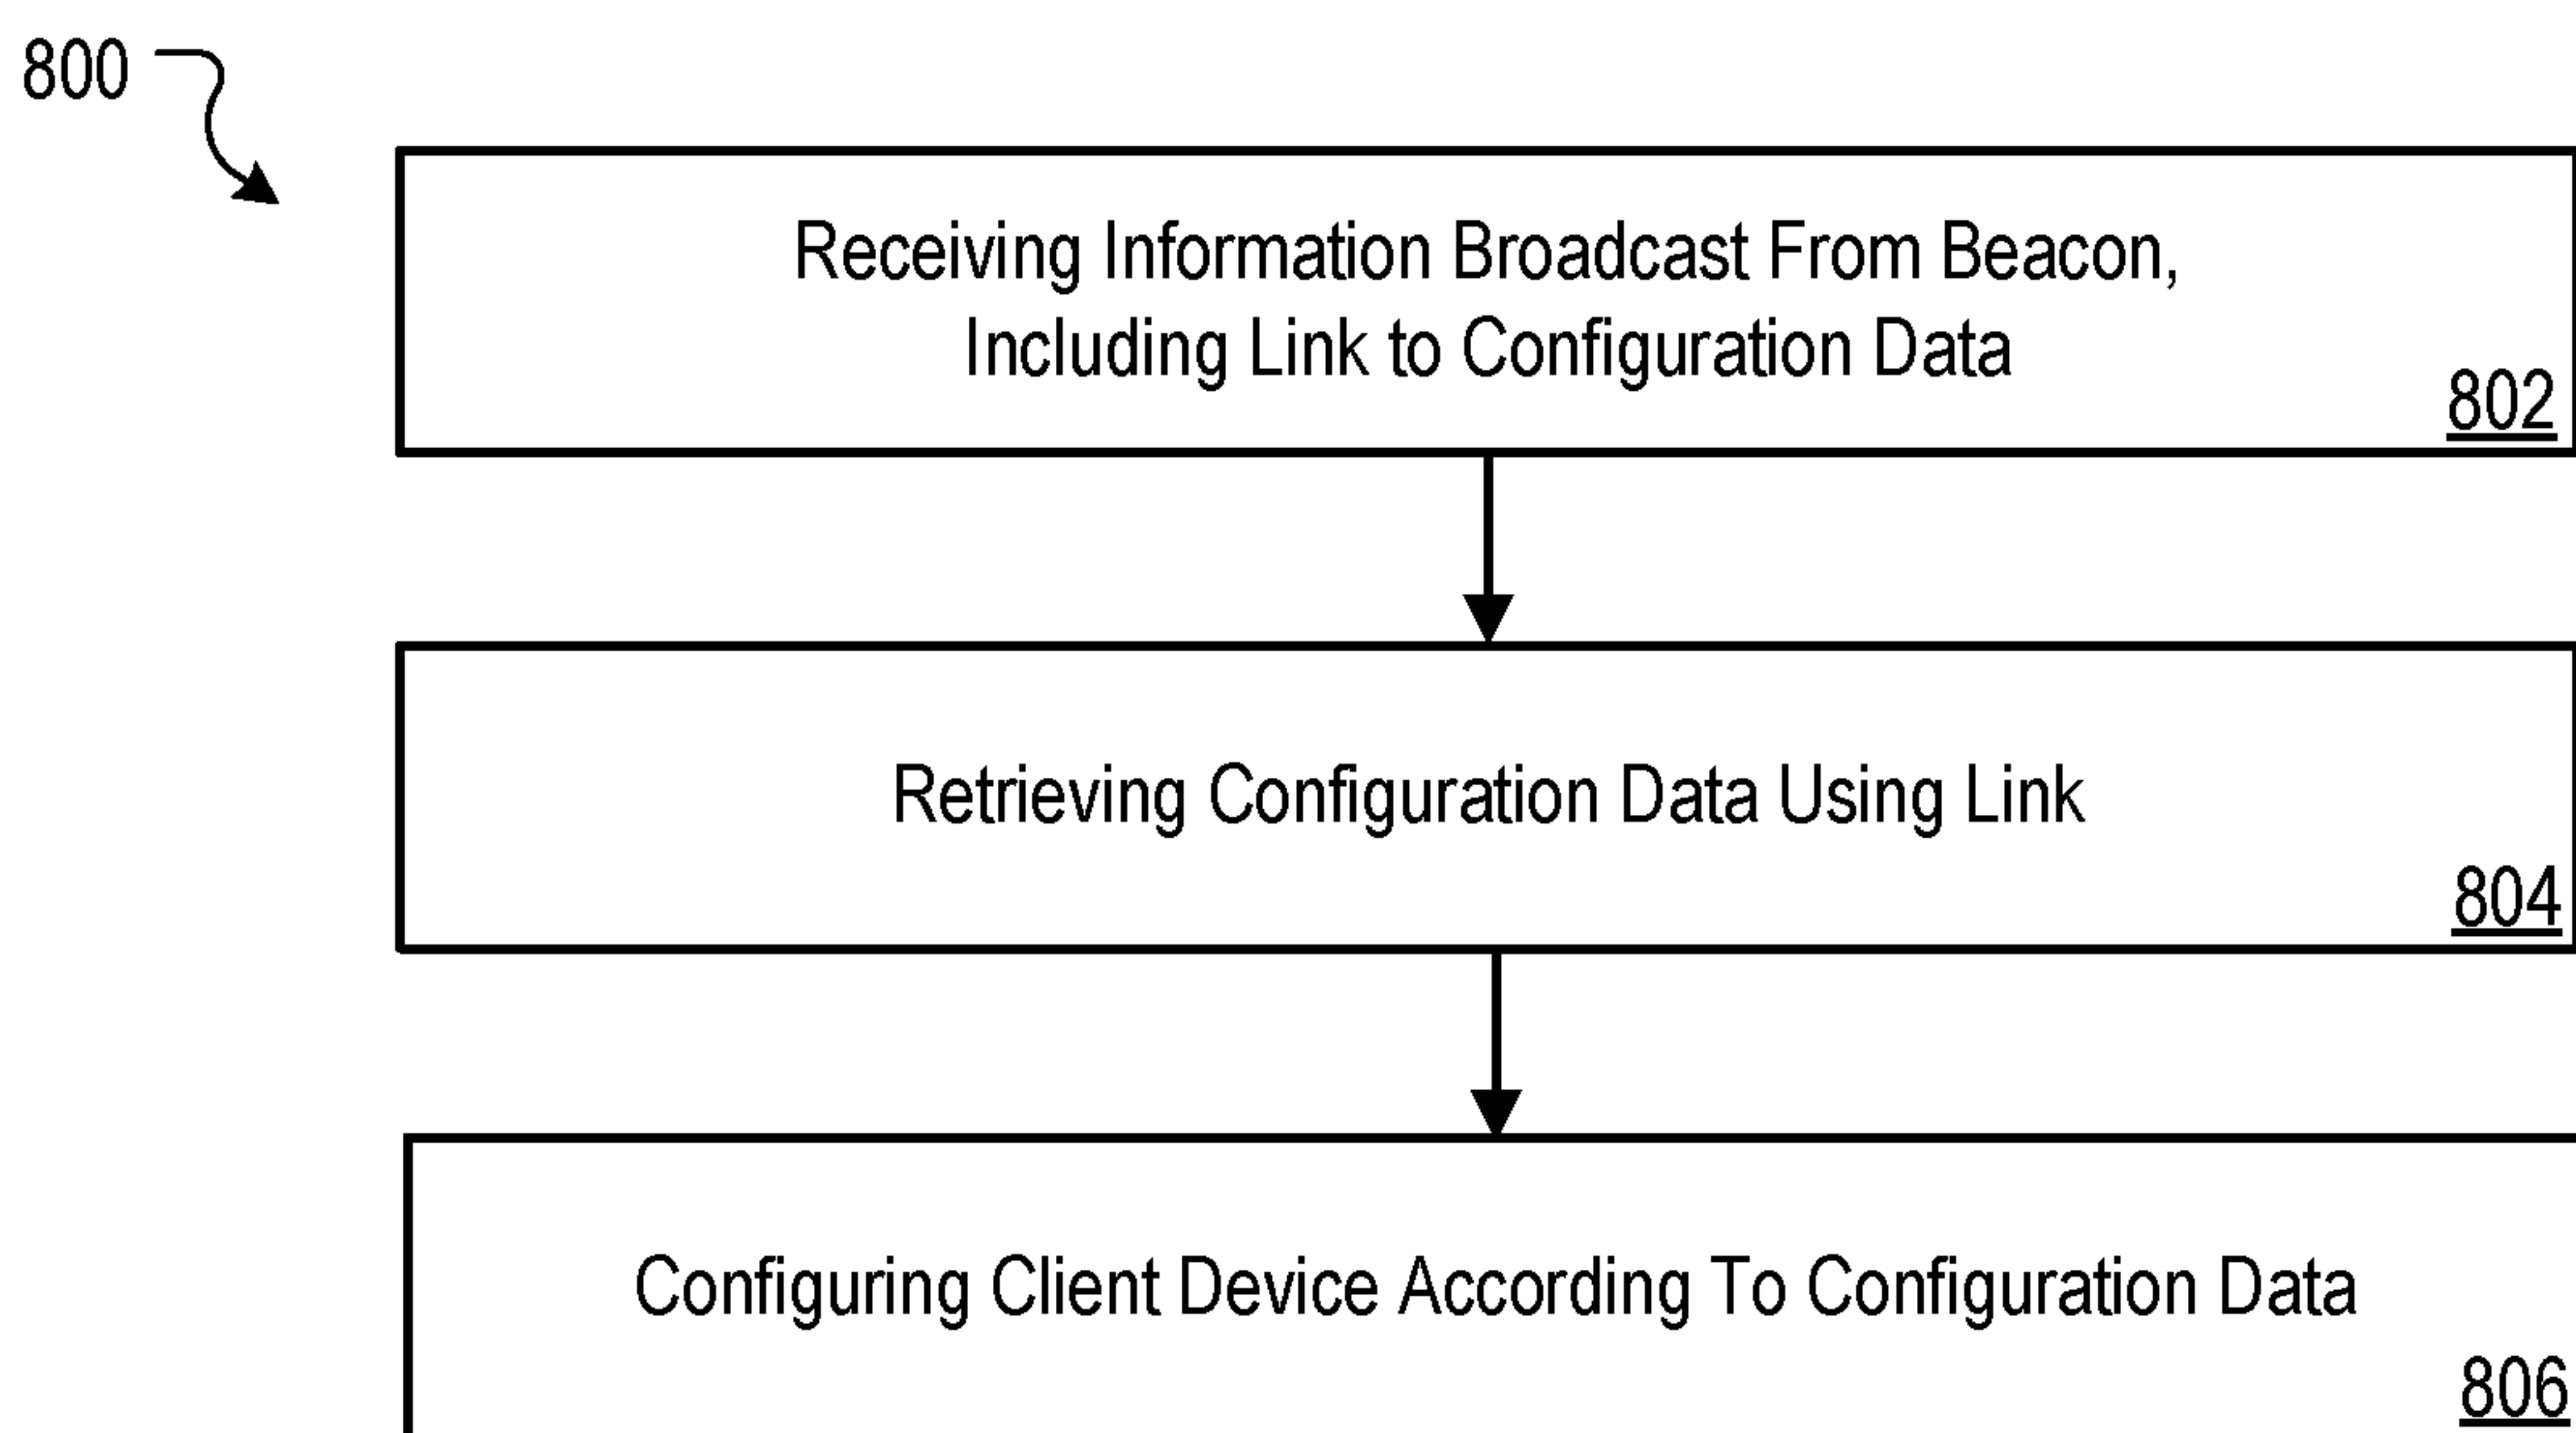 800
Receiving Information Broadcast From Beacon,
Including Link to Configuration Data
802
Retrieving Configuration Data Using Link
804
Configuring Client Device According To Configuration Data
806